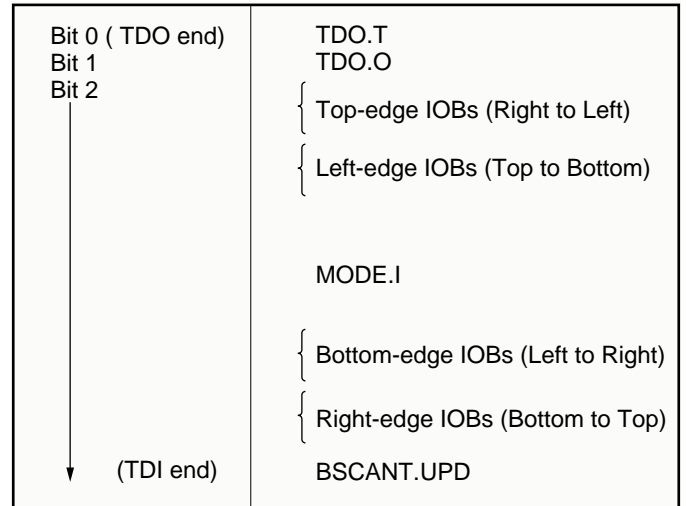 Bit 0 ( TDO end) TDO.T
Bit 1 TDO.O
Bit 2
Top-edge IOBs (Right to Left)
Left-edge IOBs (Top to Bottom)
MODE.I
Bottom-edge IOBs (Left to Right)
Right-edge IOBs (Bottom to Top)
(TDI end) BSCANT.UPD